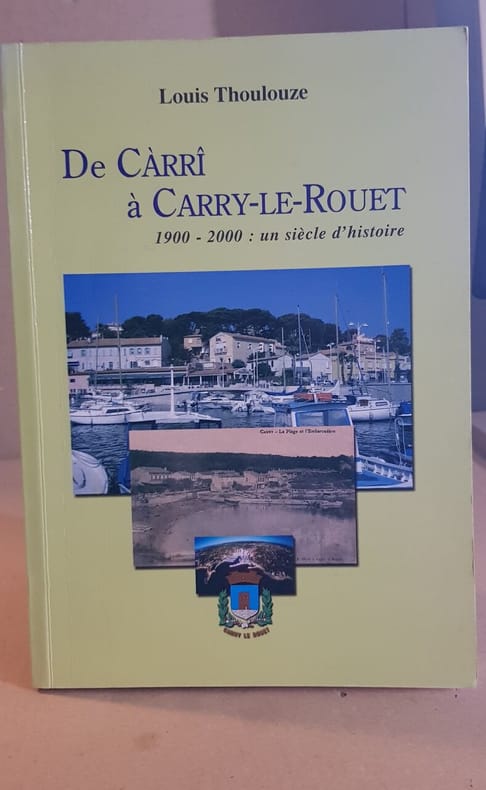 Louis Thoulouze
De CÀRRÎ
à CARRY-LE-ROUET
1900 - 2000 : un siècle d'histoire
CARRY - La Plage et l'Embarcadère
CARRY LE ROUET